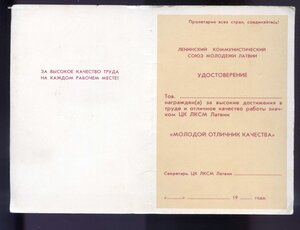 ЗА ВЫСОКОЕ КАЧЕСТВО ТРУДА
НА КАЖДОМ РАБОЧЕМ МЕСТЕ!
Пролетарии всех стран, соединяйтесь!
ЛЕНИНСКИЙ КОММУНИСТИЧЕСКИЙ
СОЮЗ МОЛОДЕЖИ ЛАТВИИ
УДОСТОВЕРЕНИЕ
Тов.
награжден(а) за высокие достижения в
труде и отличное качество работы знач-
ком ЦК ЛКСМ Латвии
«МОЛОДОЙ ОТЛИЧНИК КАЧЕСТВА»
Секретарь ЦК ЛКСМ Латвии
« » 19 года.